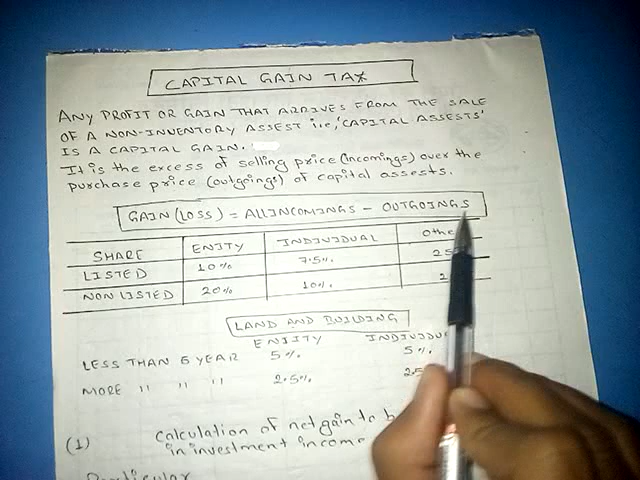 CAPITAL GAIN TAX
ANY PROFIT OR GAIN THAT ARRIVES FROM THE SALE
OF A NON-INVENTORY ASSEST i.e,'CAPITAL ASSESTS'
IS A CAPITAL GAIN.
It is the excess of selling price (incomings) over the
purchase price (outgoings) of capital assests.
GAIN (LOSS) = ALL INCOMINGS - OUTGOINGS
SHARE ENITY INDIVIDUAL
LISTED 10% 7.5%
NON LISTED 20% 10%
LAND AND BUILDING
ENIITY
LESS THAN 5 YEAR 5% 5%
MORE " " " 2.5%
(1) Calculation of net gain to
in investment income
Particular